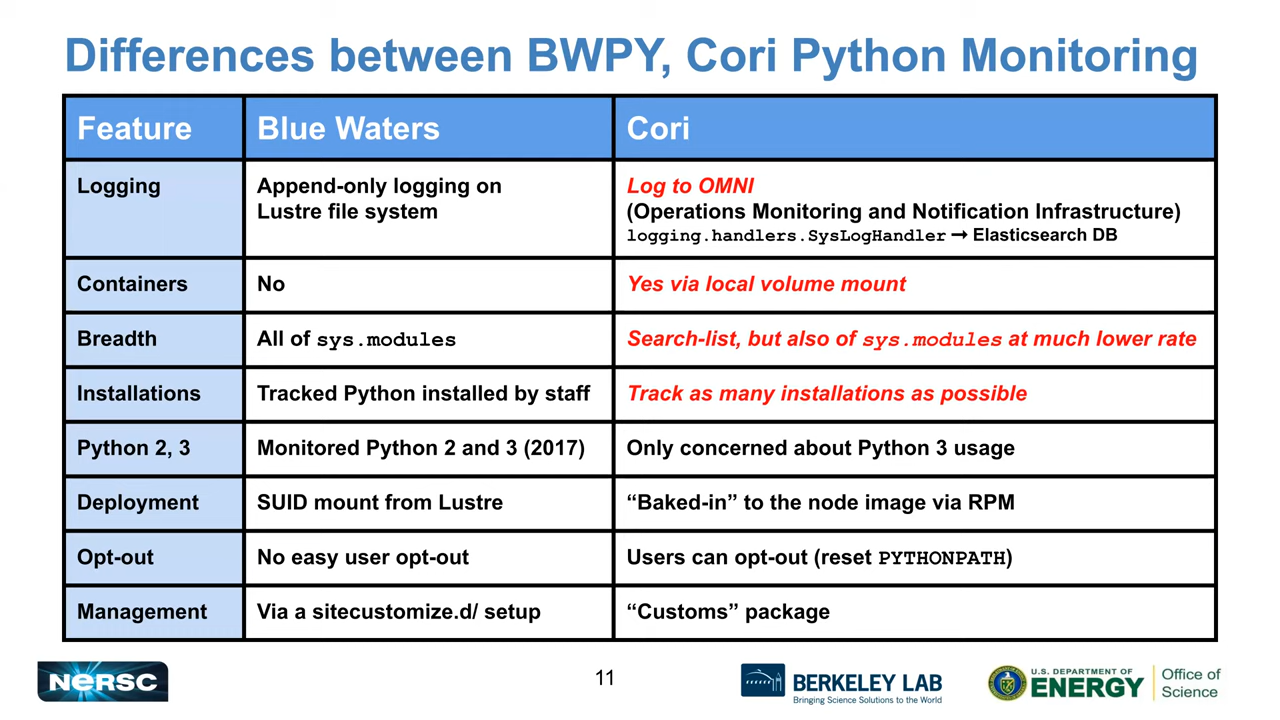 Differences between BWPY, Cori Python Monitoring
Feature
Blue Waters
Cori
Logging
Append-only logging on
Lustre file system
Log to OMNI
(Operations Monitoring and Notification Infrastructure)
logging.handlers.SysLogHandler → Elasticsearch DB
Containers
No
Yes via local volume mount
Breadth
All of sys.modules
Search-list, but also of sys.modules at much lower rate
Installations
Tracked Python installed by staff
Track as many installations as possible
Python 2, 3
Monitored Python 2 and 3 (2017)
Only concerned about Python 3 usage
Deployment
SUID mount from Lustre
“Baked-in” to the node image via RPM
Opt-out
No easy user opt-out
Users can opt-out (reset PYTHONPATH)
Management
Via a sitecustomize.d/ setup
“Customs” package
NERSC
11
BERKELEY LAB
Bringing Science Solutions to the World
U.S. DEPARTMENT OF
ENERGY
Office of
Science